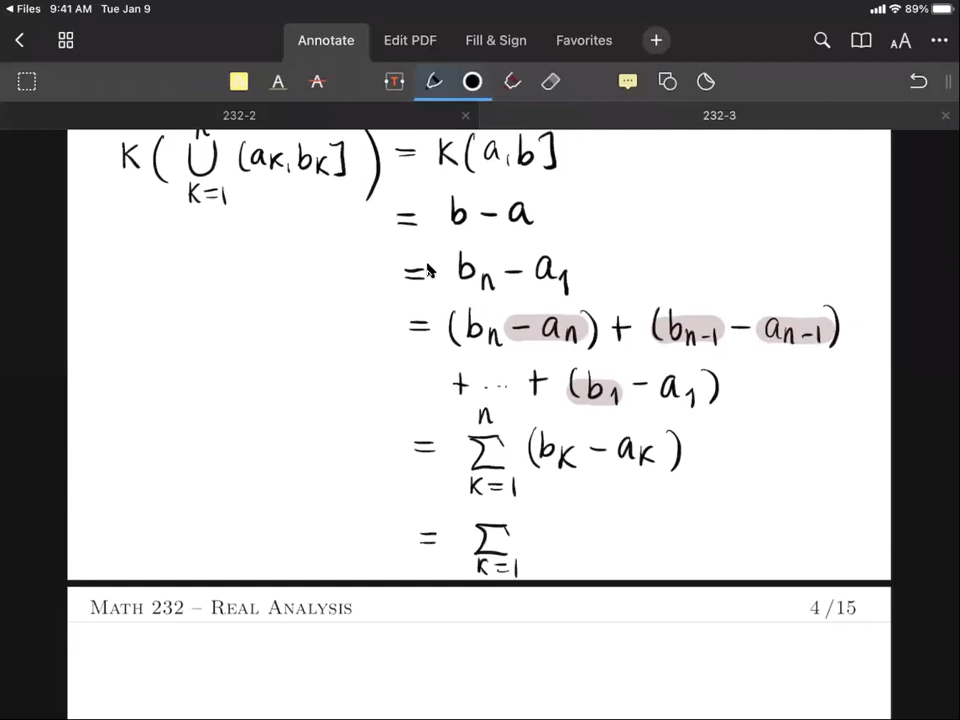 Files 9:41 AM Tue Jan 9 89%
Annotate Edit PDF Fill & Sign Favorites
232-2 232-3
n
K( ⋃ (aₖ, bₖ] ) = K(a, b]
K=1
= b - a
= bₙ - a₁
= (bₙ - aₙ) + (bₙ₋₁ - aₙ₋₁)
+ ... + (b₁ - a₁)
n
= Σ (bₖ - aₖ)
K=1
= Σ
K=1
MATH 232 – REAL ANALYSIS 4 / 15